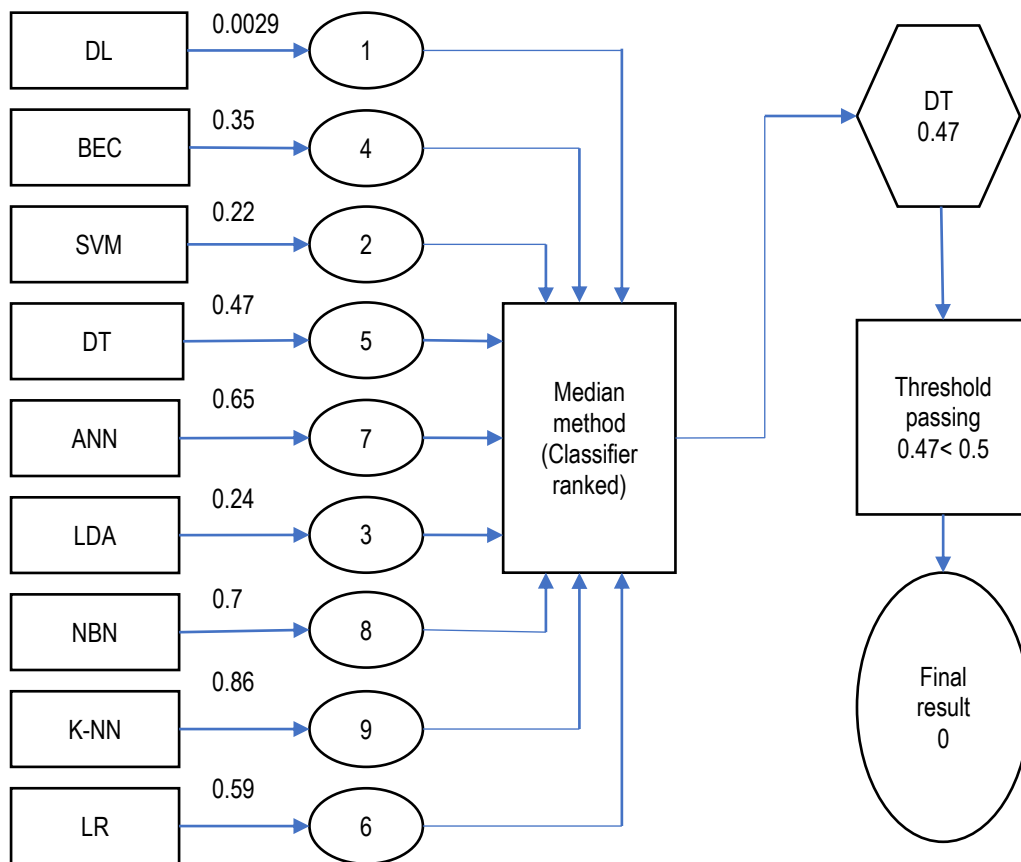 DL
0.0029
1
BEC
0.35
4
SVM
0.22
2
DT
0.47
5
ANN
0.65
7
LDA
0.24
3
NBN
0.7
8
K-NN
0.86
9
LR
0.59
6
Median
method
(Classifier
ranked)
DT
0.47
Threshold
passing
0.47< 0.5
Final
result
0